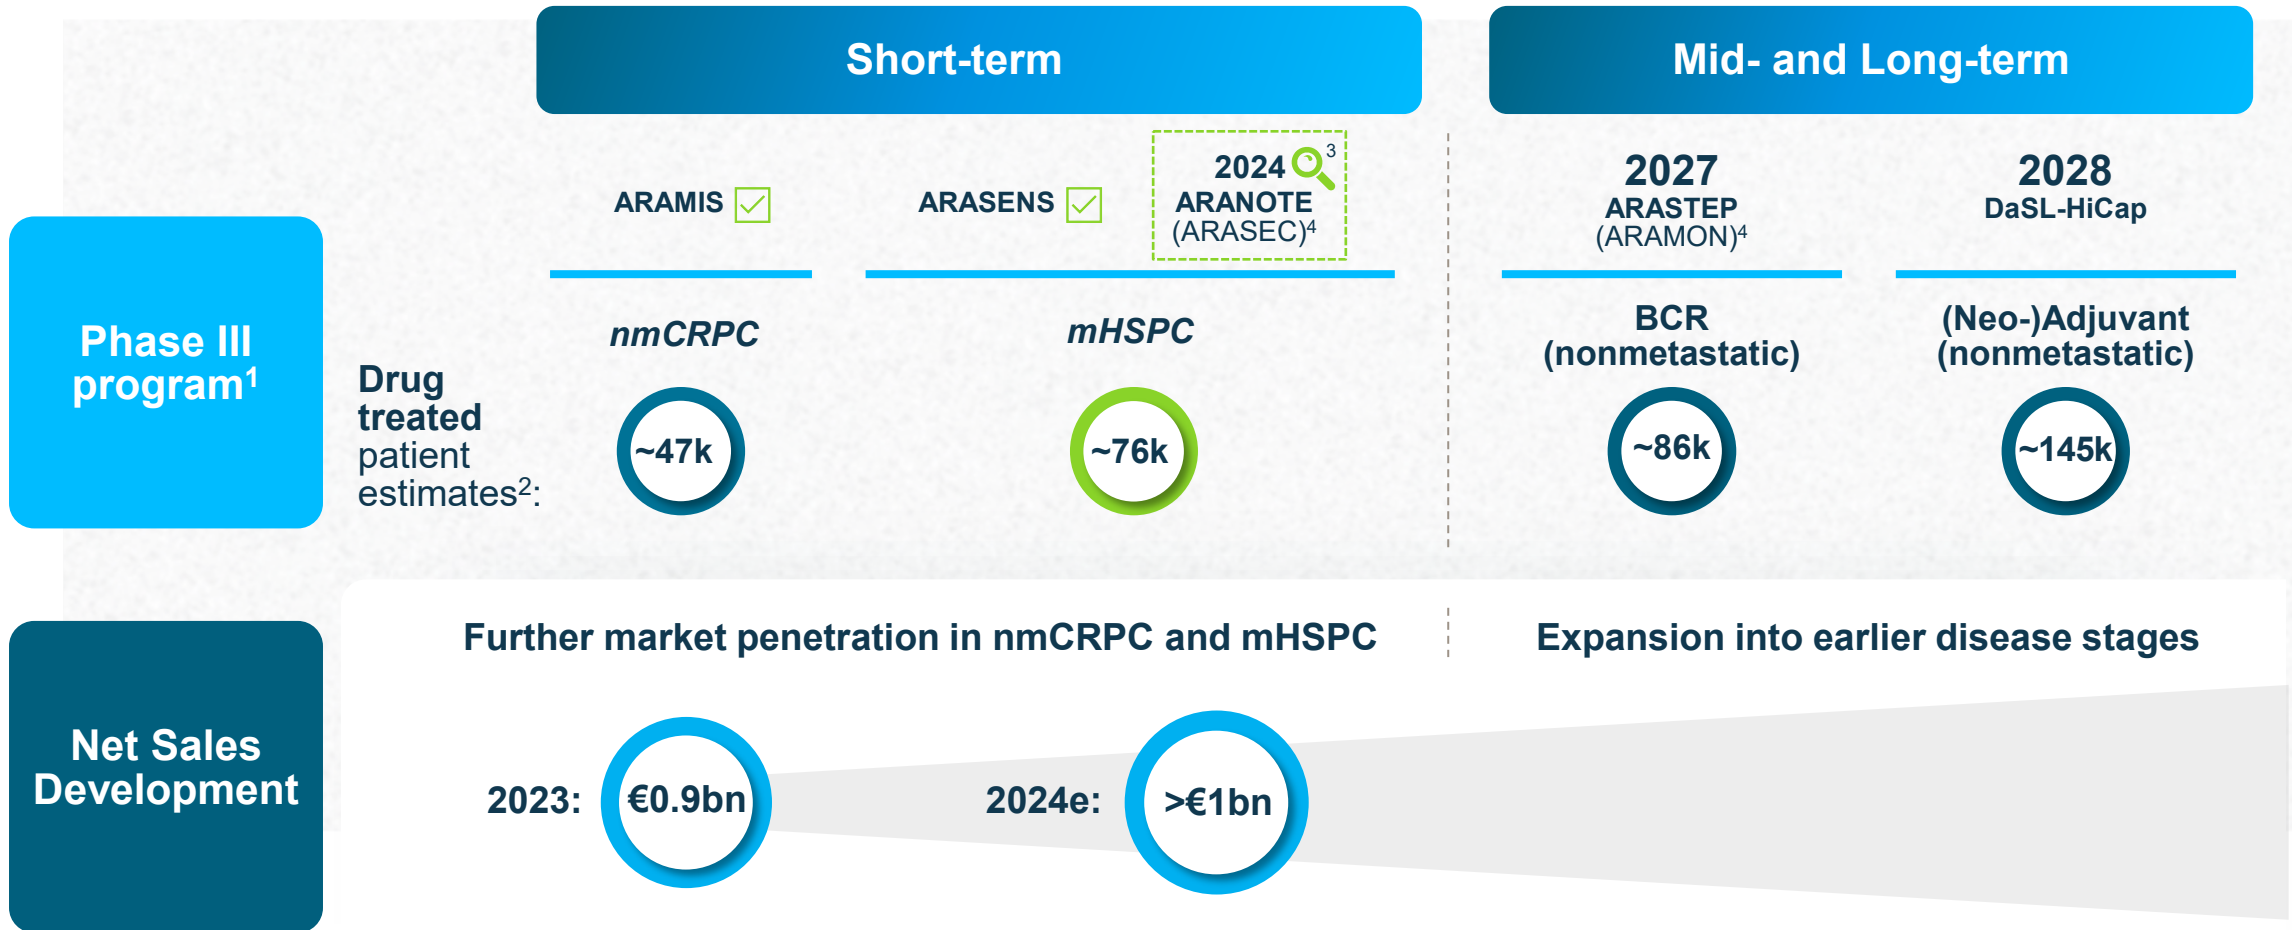 Short-term
Mid- and Long-term
Phase III
program¹
ARAMIS
ARASENS
2024 ³
ARANOTE
(ARASEC)⁴
2027
ARASTEP
(ARAMON)⁴
2028
DaSL-HiCap
nmCRPC
mHSPC
BCR
(nonmetastatic)
(Neo-)Adjuvant
(nonmetastatic)
Drug
treated
patient
estimates²:
~47k
~76k
~86k
~145k
Net Sales
Development
Further market penetration in nmCRPC and mHSPC
Expansion into earlier disease stages
2023:
€0.9bn
2024e:
>€1bn